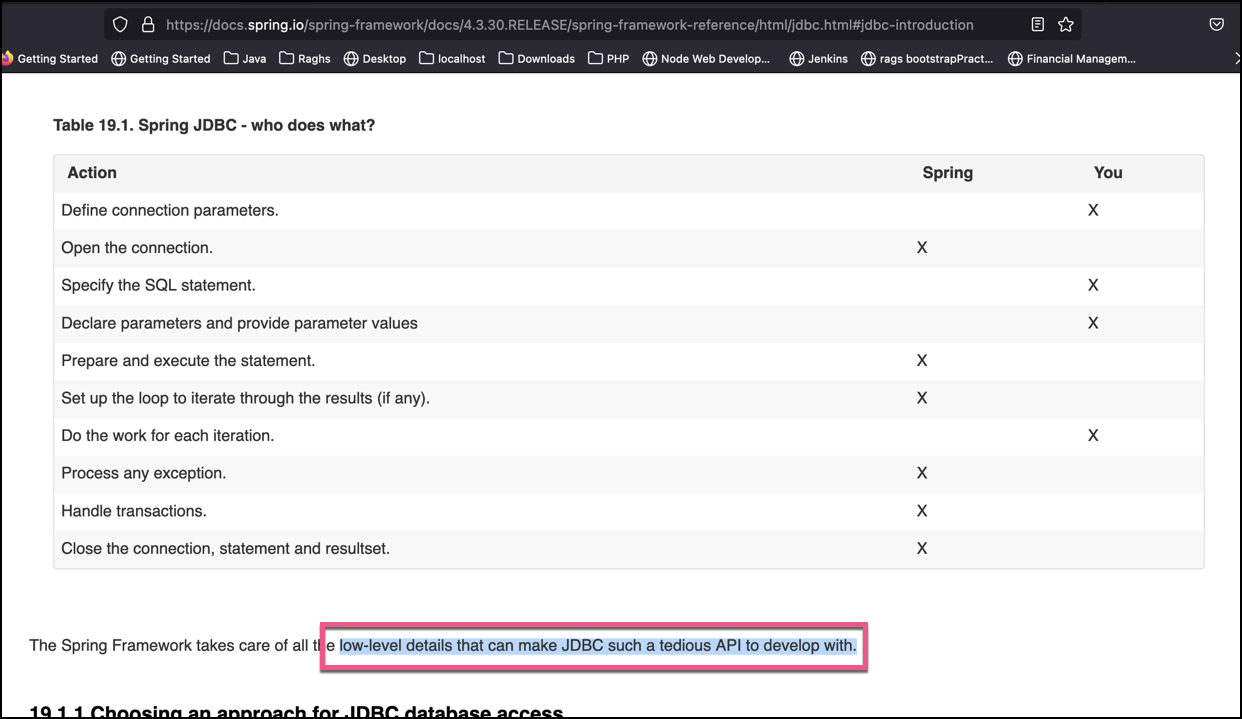 https://docs.spring.io/spring-framework/docs/4.3.30.RELEASE/spring-framework-reference/html/jdbc.html#jdbc-introduction
Getting Started Getting Started Java Raghs Desktop localhost Downloads PHP Node Web Develop... Jenkins rags bootstrapPract... Financial Managem...
Table 19.1. Spring JDBC - who does what?
Action Spring You
Define connection parameters. X
Open the connection. X
Specify the SQL statement. X
Declare parameters and provide parameter values X
Prepare and execute the statement. X
Set up the loop to iterate through the results (if any). X
Do the work for each iteration. X
Process any exception. X
Handle transactions. X
Close the connection, statement and resultset. X
The Spring Framework takes care of all the low-level details that can make JDBC such a tedious API to develop with.
19.1.1 Choosing an approach for JDBC database access